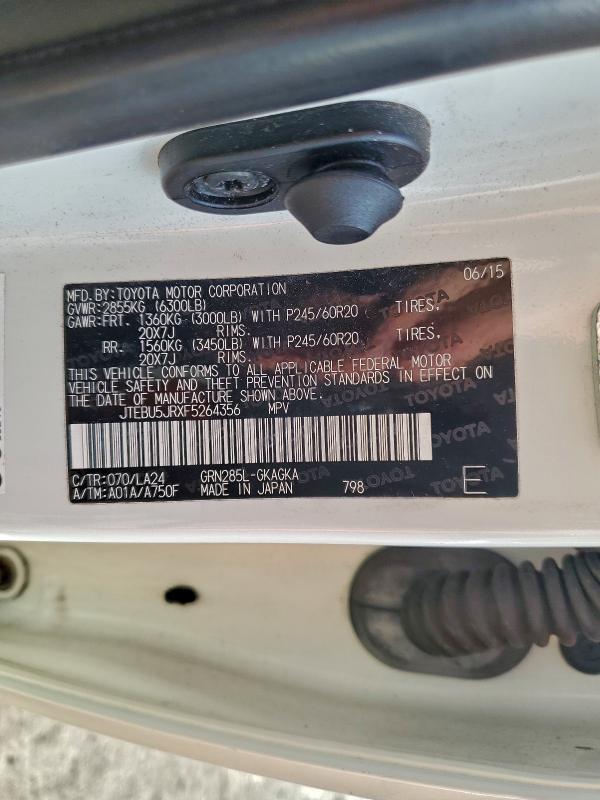 MFD.BY:TOYOTA MOTOR CORPORATION 06/15
GVWR:2855KG (6300LB)
GAWR:FRT. 1360KG (3000LB) WITH P245/60R20 TIRES,
20X7J RIMS.
RR. 1560KG (3450LB) WITH P245/60R20 TIRES,
20X7J RIMS.
THIS VEHICLE CONFORMS TO ALL APPLICABLE FEDERAL MOTOR
VEHICLE SAFETY AND THEFT PREVENTION STANDARDS IN EFFECT ON
THE DATE OF MANUFACTURE SHOWN ABOVE.
JTEBU5JRXF5264356 MPV
C/TR:070/LA24 GRN285L-GKAGKA
A/TM:A01A/A750F MADE IN JAPAN 798 E